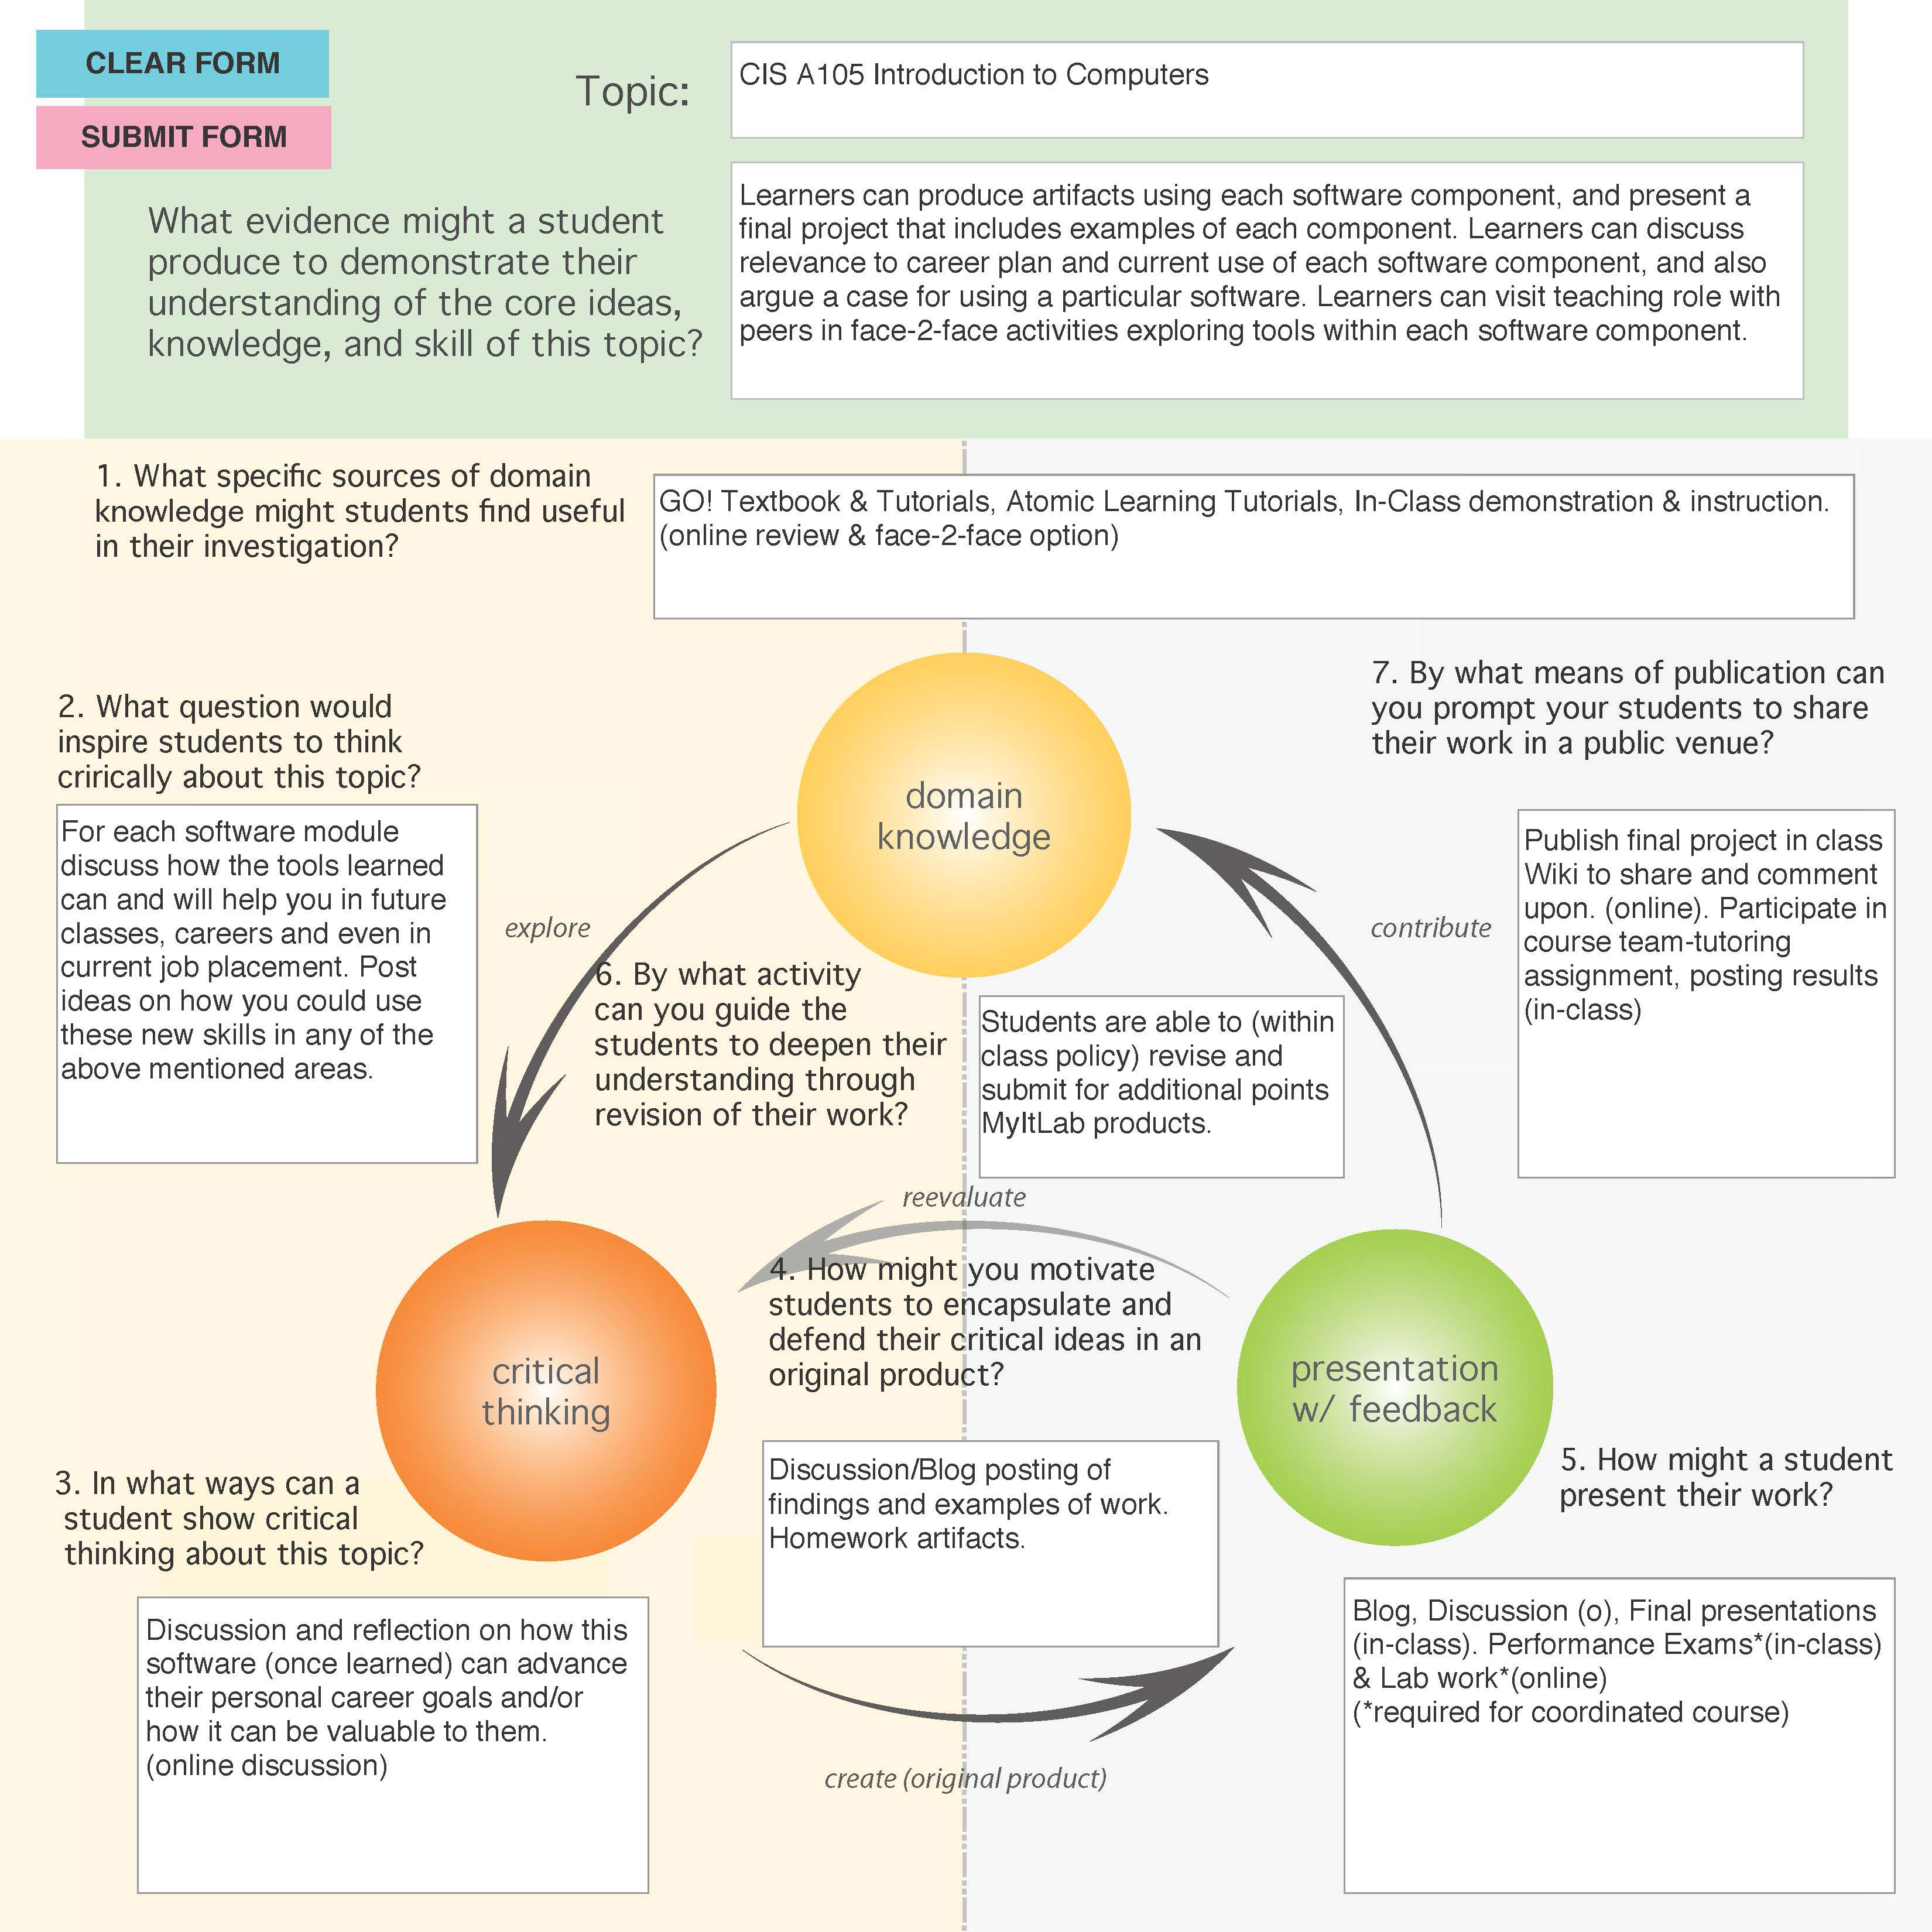 CLEAR FORM
SUBMIT FORM
Topic:
CIS A105 Introduction to Computers
What evidence might a student
produce to demonstrate their
understanding of the core ideas,
knowledge, and skill of this topic?
Learners can produce artifacts using each software component, and present a
final project that includes examples of each component. Learners can discuss
relevance to career plan and current use of each software component, and also
argue a case for using a particular software. Learners can visit teaching role with
peers in face-2-face activities exploring tools within each software component.
1. What specific sources of domain
knowledge might students find useful
in their investigation?
GO! Textbook & Tutorials, Atomic Learning Tutorials, In-Class demonstration & instruction.
(online review & face-2-face option)
domain
knowledge
2. What question would
inspire students to think
crirically about this topic?
For each software module
discuss how the tools learned
can and will help you in future
classes, careers and even in
current job placement. Post
ideas on how you could use
these new skills in any of the
above mentioned areas.
explore
7. By what means of publication can
you prompt your students to share
their work in a public venue?
Publish final project in class
Wiki to share and comment
upon. (online). Participate in
course team-tutoring
assignment, posting results
(in-class)
contribute
6. By what activity
can you guide the
students to deepen their
understanding through
revision of their work?
Students are able to (within
class policy) revise and
submit for additional points
MyItLab products.
reevaluate
critical
thinking
4. How might you motivate
students to encapsulate and
defend their critical ideas in an
original product?
Discussion/Blog posting of
findings and examples of work.
Homework artifacts.
presentation
w/ feedback
3. In what ways can a
student show critical
thinking about this topic?
Discussion and reflection on how this
software (once learned) can advance
their personal career goals and/or
how it can be valuable to them.
(online discussion)
create (original product)
5. How might a student
present their work?
Blog, Discussion (o), Final presentations
(in-class). Performance Exams*(in-class)
& Lab work*(online)
(*required for coordinated course)